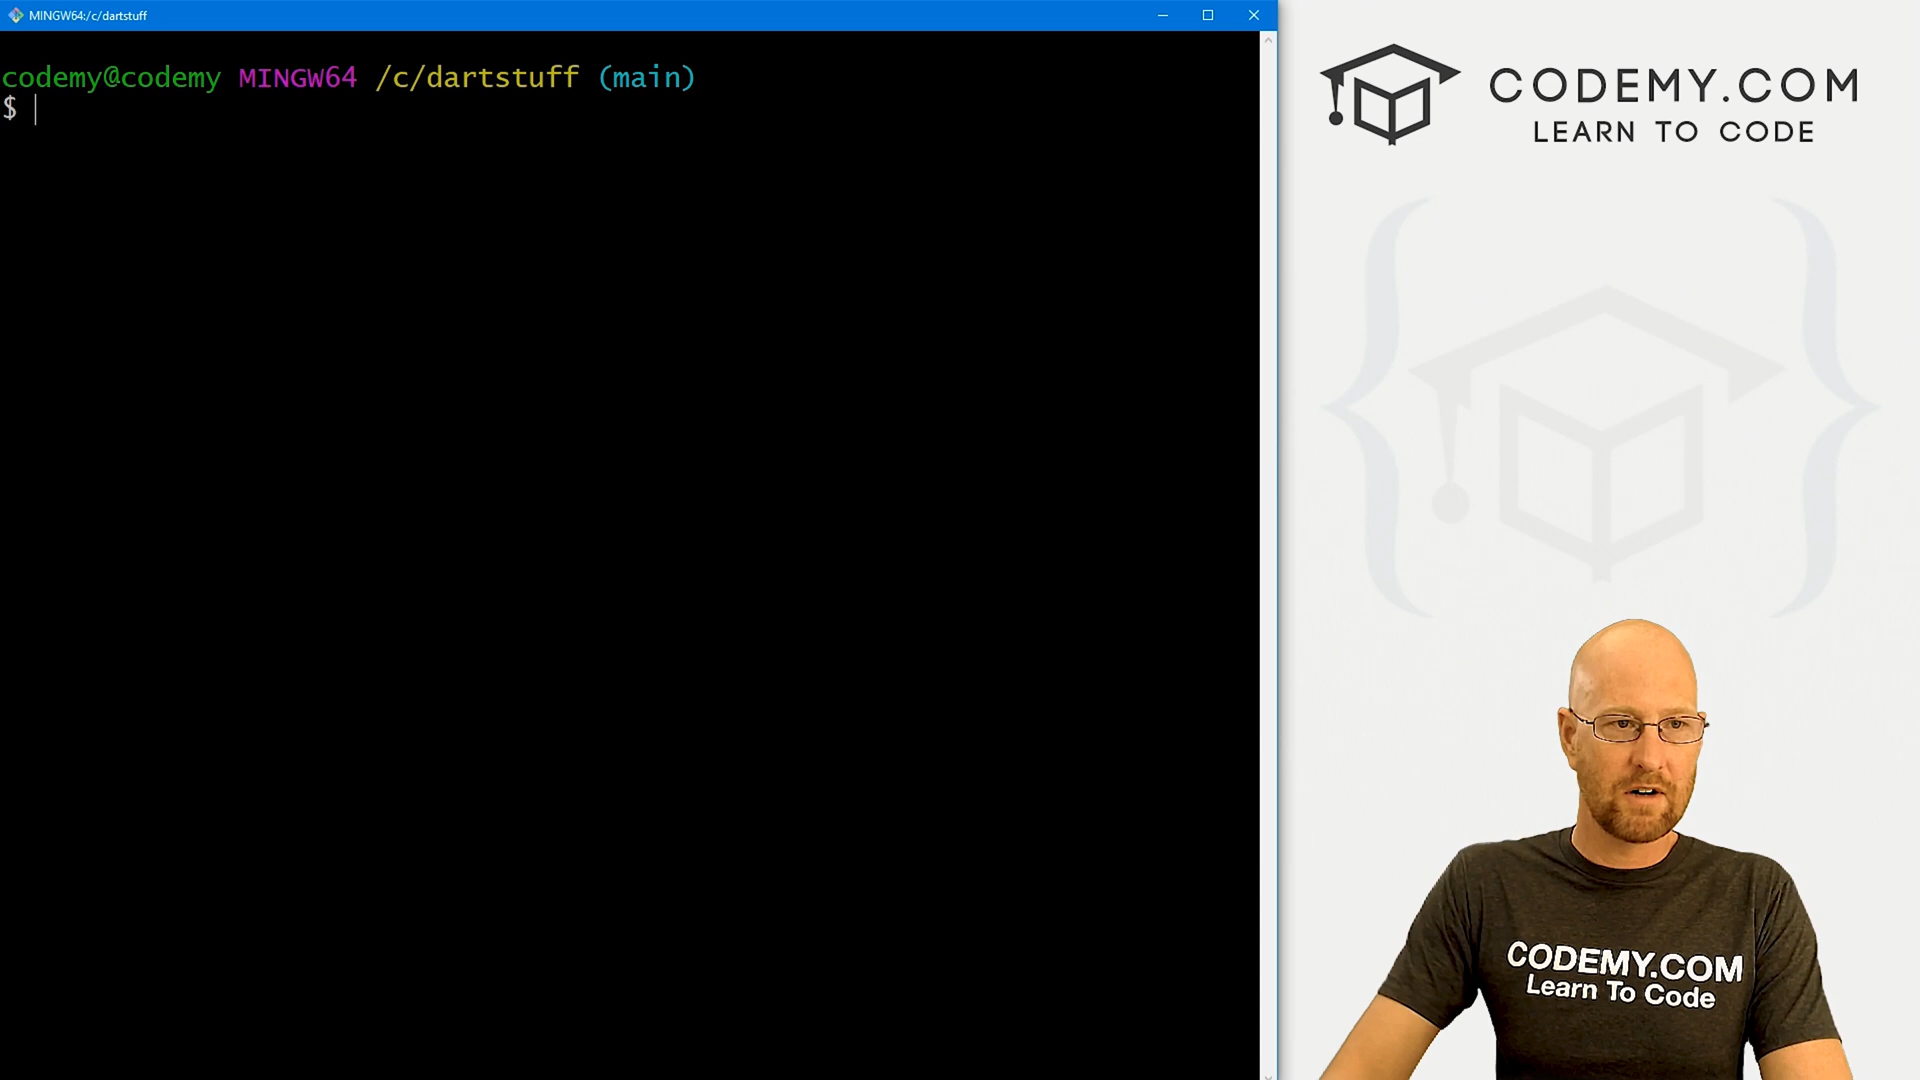 MINGW64:/c/dartstuff
codemy@codemy MINGW64 /c/dartstuff (main)
$
CODEMY.COM
LEARN TO CODE
CODEMY.COM
Learn To Code